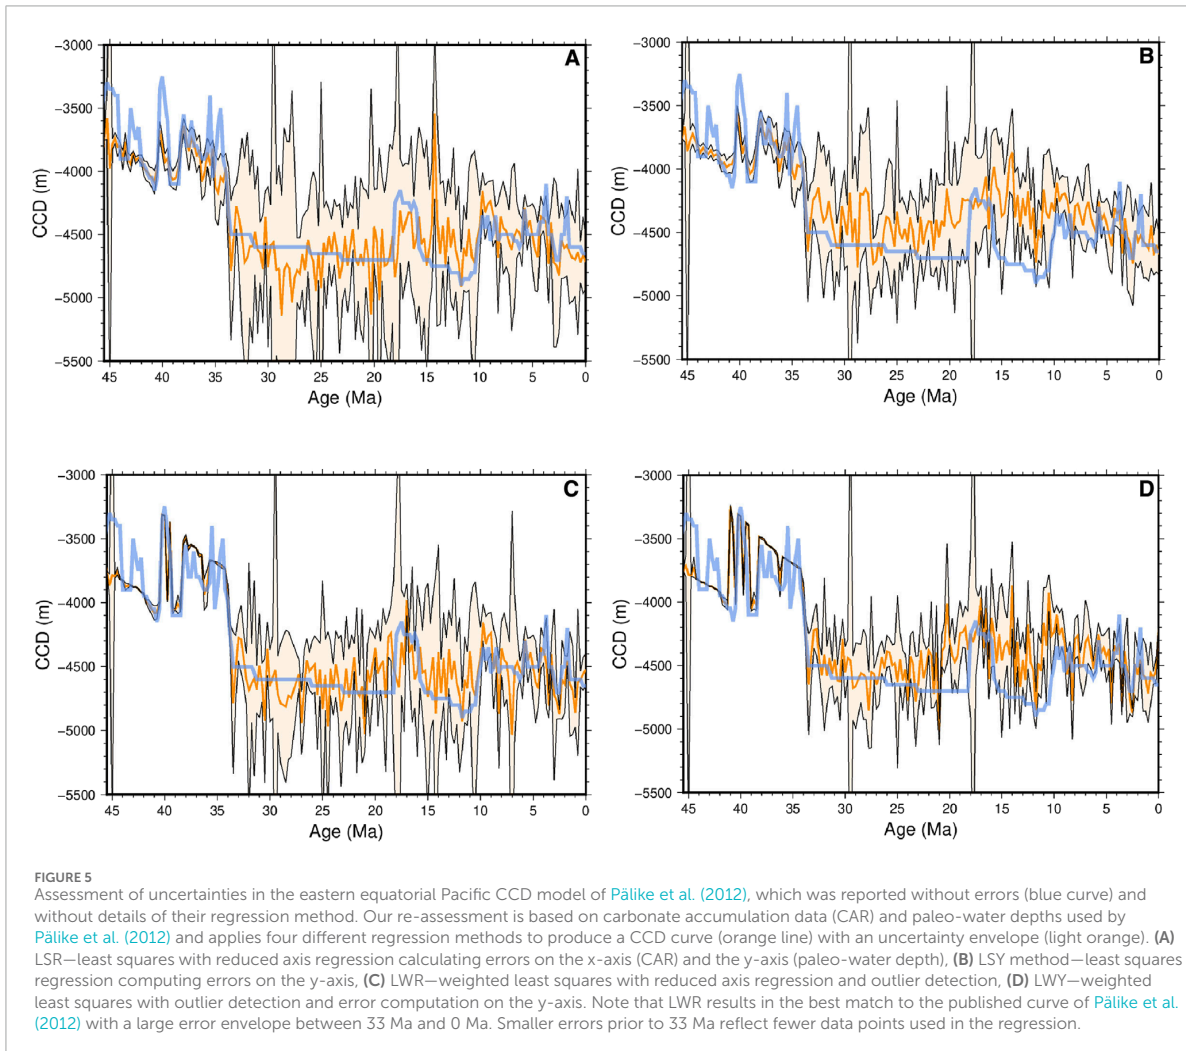 A
−3000
−3500
−4000
−4500
−5000
−5500
CCD (m)
45 40 35 30 25 20 15 10 5 0
Age (Ma)
B
−3000
−3500
−4000
−4500
−5000
−5500
CCD (m)
45 40 35 30 25 20 15 10 5 0
Age (Ma)
C
−3000
−3500
−4000
−4500
−5000
−5500
CCD (m)
45 40 35 30 25 20 15 10 5 0
Age (Ma)
D
−3000
−3500
−4000
−4500
−5000
−5500
CCD (m)
45 40 35 30 25 20 15 10 5 0
Age (Ma)
FIGURE 5
Assessment of uncertainties in the eastern equatorial Pacific CCD model of Pälike et al. (2012), which was reported without errors (blue curve) and
without details of their regression method. Our re-assessment is based on carbonate accumulation data (CAR) and paleo-water depths used by
Pälike et al. (2012) and applies four different regression methods to produce a CCD curve (orange line) with an uncertainty envelope (light orange). (A)
LSR—least squares with reduced axis regression calculating errors on the x-axis (CAR) and the y-axis (paleo-water depth), (B) LSY method—least squares
regression computing errors on the y-axis, (C) LWR—weighted least squares with reduced axis regression and outlier detection, (D) LWY—weighted
least squares with outlier detection and error computation on the y-axis. Note that LWR results in the best match to the published curve of Pälike et al.
(2012) with a large error envelope between 33 Ma and 0 Ma. Smaller errors prior to 33 Ma reflect fewer data points used in the regression.